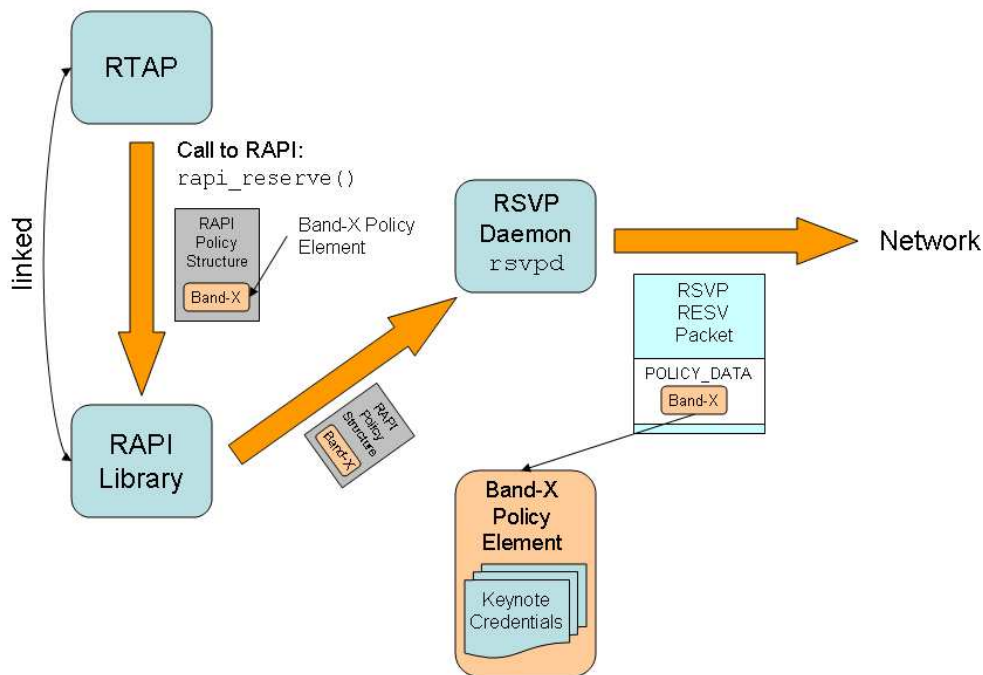 RTAP
Call to RAPI:
rapi_reserve()
RAPI
Policy
Structure
Band-X
Band-X Policy
Element
linked
RSVP
Daemon
rsvpd
Network
RSVP
RESV
Packet
POLICY_DATA
Band-X
RAPI
Library
RAPI
Policy
Structure
Band-X
Band-X
Policy
Element
Keynote
Credentials